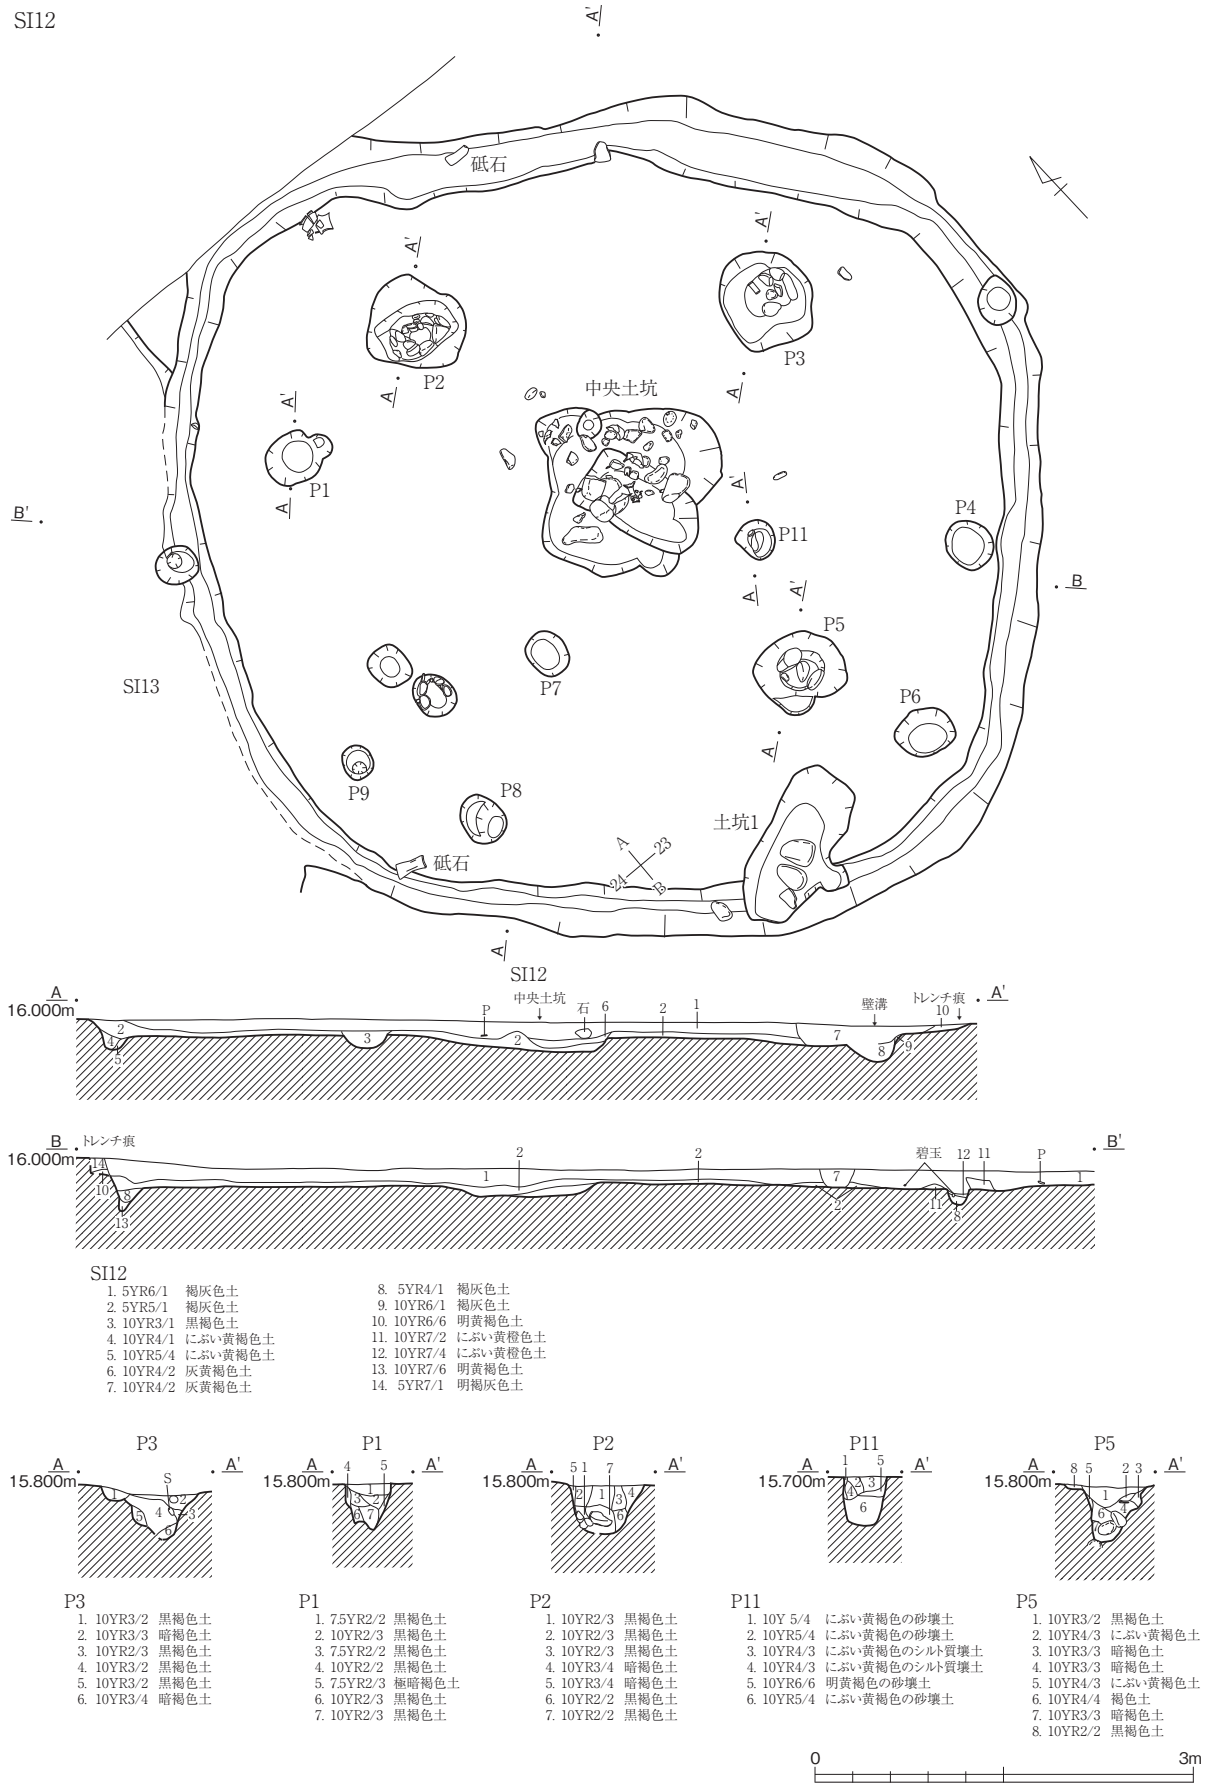 SI12
A'
砥石
A'
A'
P2
P3
A
A
中央土坑
A'
P1
A
A'
B'
P11
P4
A
A'
B
P5
SI13
P7
P6
A
P9
P8
土坑1
砥石
A 23
24 B
A
SI12
A
16.000m
2 4 5 3 P 中央土坑 2 石 6 2 1 7 壁溝 8 9 トレンチ痕 10
A'
B トレンチ痕
16.000m
14 10 8 13 1 2 2 7 2 碧玉 11 12 8 11 P 1
B'
SI12
1. 5YR6/1 褐灰色土
2. 5YR5/1 褐灰色土
3. 10YR3/1 黒褐色土
4. 10YR4/1 にぶい黄褐色土
5. 10YR5/4 にぶい黄褐色土
6. 10YR4/2 灰黄褐色土
7. 10YR4/2 灰黄褐色土
8. 5YR4/1 褐灰色土
9. 10YR6/1 褐灰色土
10. 10YR6/6 明黄褐色土
11. 10YR7/2 にぶい黄橙色土
12. 10YR7/4 にぶい黄橙色土
13. 10YR7/6 明黄褐色土
14. 5YR7/1 明褐灰色土
P3
A A'
15.800m
S
1 2 3 4 5 6
P1
A 4 5 A'
15.800m
1 2 3 6 7
P2
A 5 1 7 A'
15.800m
2 1 3 4 6
P11
A 1 5 A'
15.700m
2 3 4 6
P5
A 8 5 2 3 A'
15.800m
1 6 4 7
P3
1. 10YR3/2 黒褐色土
2. 10YR3/3 暗褐色土
3. 10YR2/3 黒褐色土
4. 10YR3/2 黒褐色土
5. 10YR3/2 黒褐色土
6. 10YR3/4 暗褐色土
P1
1. 7.5YR2/2 黒褐色土
2. 10YR2/3 黒褐色土
3. 7.5YR2/2 黒褐色土
4. 10YR2/2 黒褐色土
5. 7.5YR2/3 極暗褐色土
6. 10YR2/3 黒褐色土
7. 10YR2/3 黒褐色土
P2
1. 10YR2/3 黒褐色土
2. 10YR2/3 黒褐色土
3. 10YR2/3 黒褐色土
4. 10YR3/4 暗褐色土
5. 10YR3/4 暗褐色土
6. 10YR2/2 黒褐色土
7. 10YR2/2 黒褐色土
P11
1. 10Y 5/4 にぶい黄褐色の砂壌土
2. 10YR5/4 にぶい黄褐色の砂壌土
3. 10YR4/3 にぶい黄褐色のシルト質壌土
4. 10YR4/3 にぶい黄褐色のシルト質壌土
5. 10YR6/6 明黄褐色の砂壌土
6. 10YR5/4 にぶい黄褐色の砂壌土
P5
1. 10YR3/2 黒褐色土
2. 10YR4/3 にぶい黄褐色土
3. 10YR3/3 暗褐色土
4. 10YR3/3 暗褐色土
5. 10YR4/3 にぶい黄褐色土
6. 10YR4/4 褐色土
7. 10YR3/3 暗褐色土
8. 10YR2/2 黒褐色土
0 3m